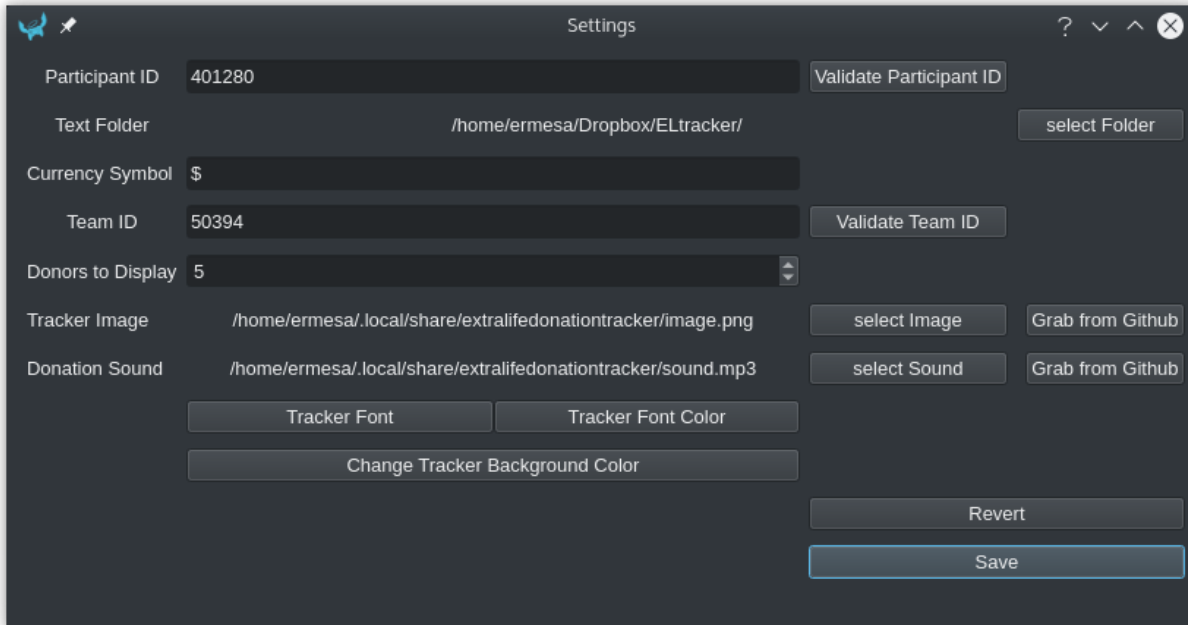 Settings
?
Participant ID 401280 Validate Participant ID
Text Folder /home/ermesa/Dropbox/ELtracker/ select Folder
Currency Symbol $
Team ID 50394 Validate Team ID
Donors to Display 5
Tracker Image /home/ermesa/.local/share/extralifedonationtracker/image.png select Image Grab from Github
Donation Sound /home/ermesa/.local/share/extralifedonationtracker/sound.mp3 select Sound Grab from Github
Tracker Font Tracker Font Color
Change Tracker Background Color
Revert
Save